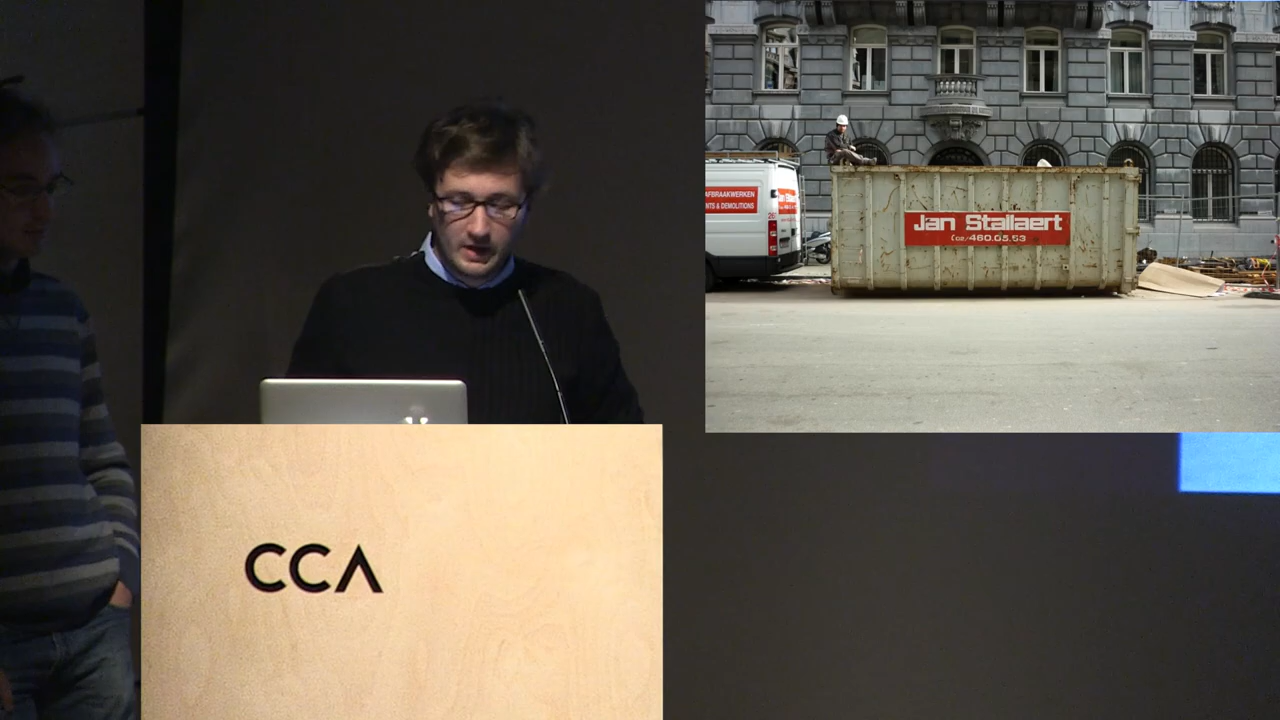 CCA
AFBRAAKWERKEN
NTS & DEMOLITIONS
Jan Stallaert
(02/460.05.53